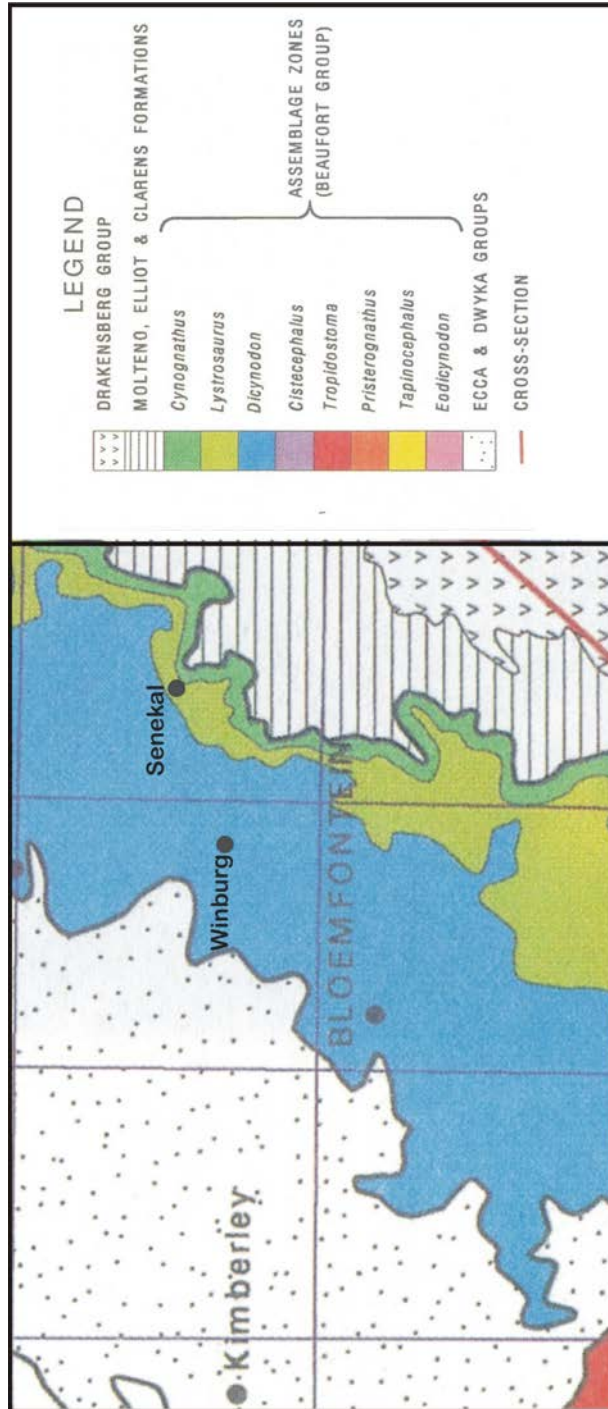 LEGEND
DRAKENSBERG GROUP
MOLTENO, ELLIOT & CLARENS FORMATIONS
Cynognathus
Lystrosaurus
Dicynodon
Cistecephalus
Tropidostoma
Pristerognathus
Tapinocephalus
Eodicynodon
ASSEMBLAGE ZONES
(BEAUFORT GROUP)
ECCA & DWYKA GROUPS
CROSS-SECTION
Senekal
Winburg
BLOEMFONTEIN
Kimberley